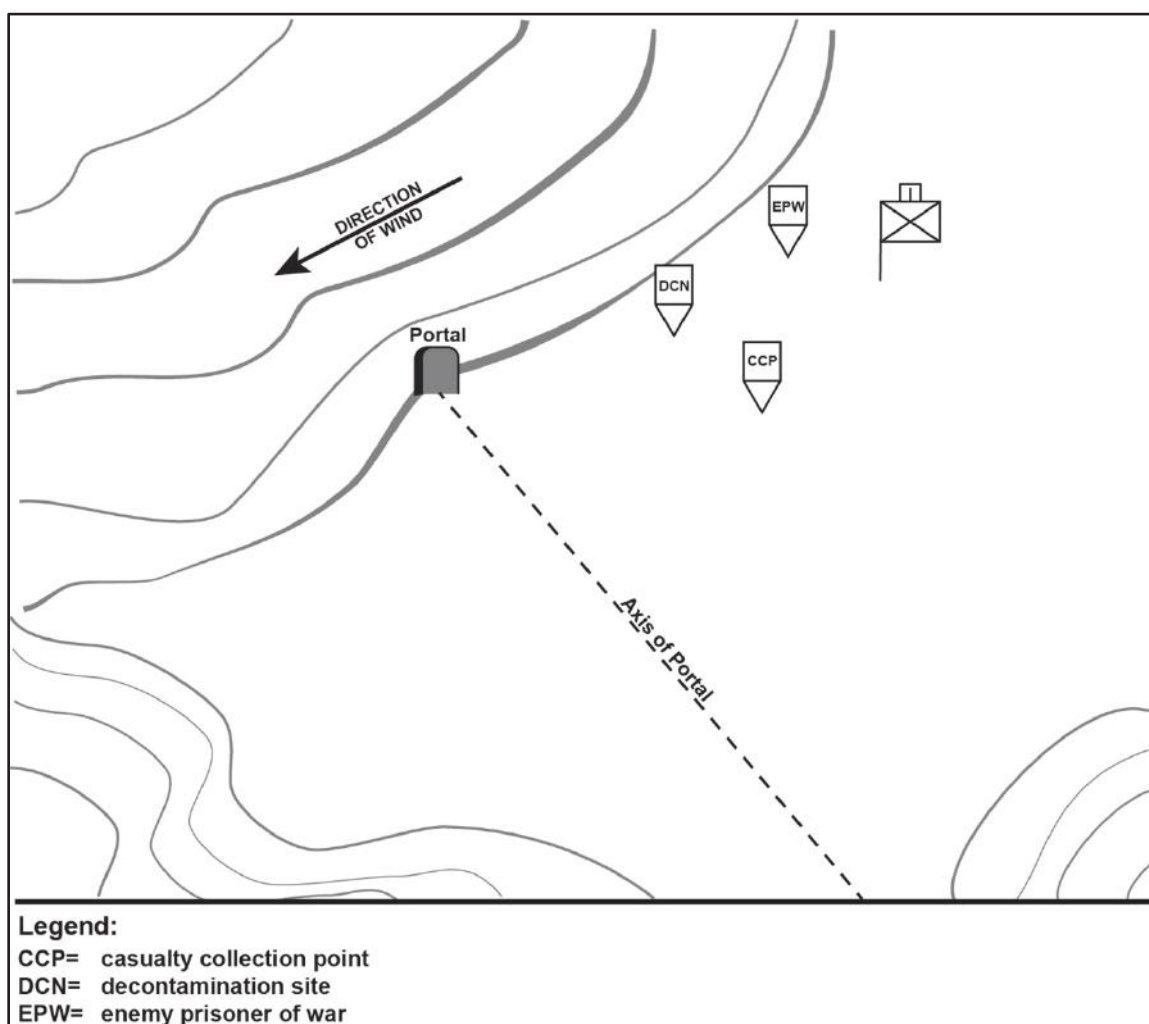 DIRECTION
OF WIND
EPW
DCN
Portal
CCP
Axis of Portal
Legend:
CCP= casualty collection point
DCN= decontamination site
EPW= enemy prisoner of war